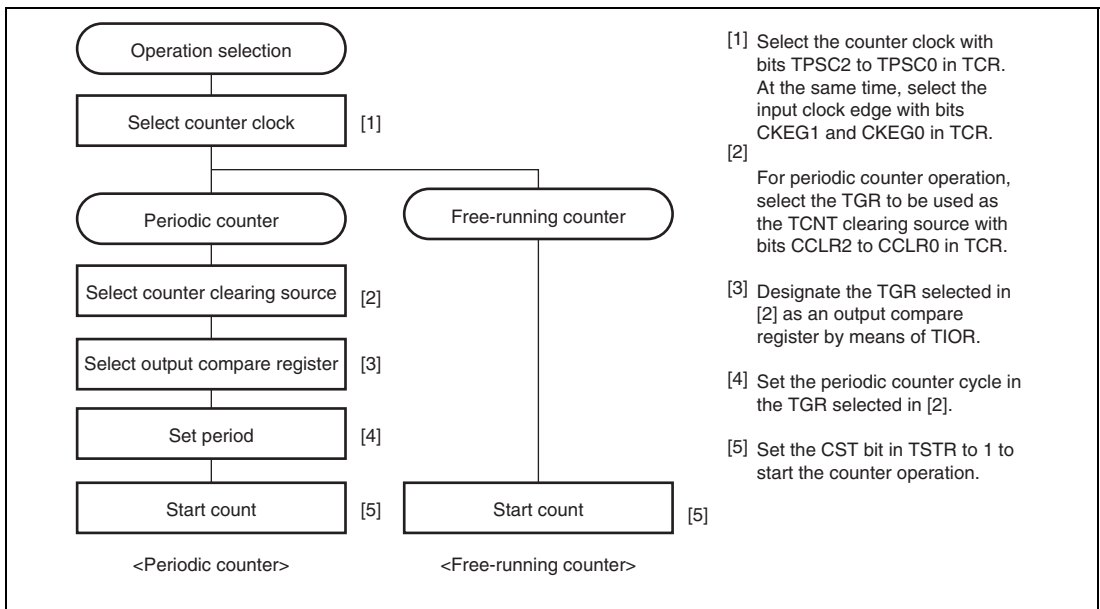 Operation selection
Select counter clock [1]
Periodic counter
Free-running counter
Select counter clearing source [2]
Select output compare register [3]
Set period [4]
Start count [5]
Start count [5]
<Periodic counter>
<Free-running counter>
[1] Select the counter clock with
bits TPSC2 to TPSC0 in TCR.
At the same time, select the
input clock edge with bits
CKEG1 and CKEG0 in TCR.
[2]
For periodic counter operation,
select the TGR to be used as
the TCNT clearing source with
bits CCLR2 to CCLR0 in TCR.
[3] Designate the TGR selected in
[2] as an output compare
register by means of TIOR.
[4] Set the periodic counter cycle in
the TGR selected in [2].
[5] Set the CST bit in TSTR to 1 to
start the counter operation.